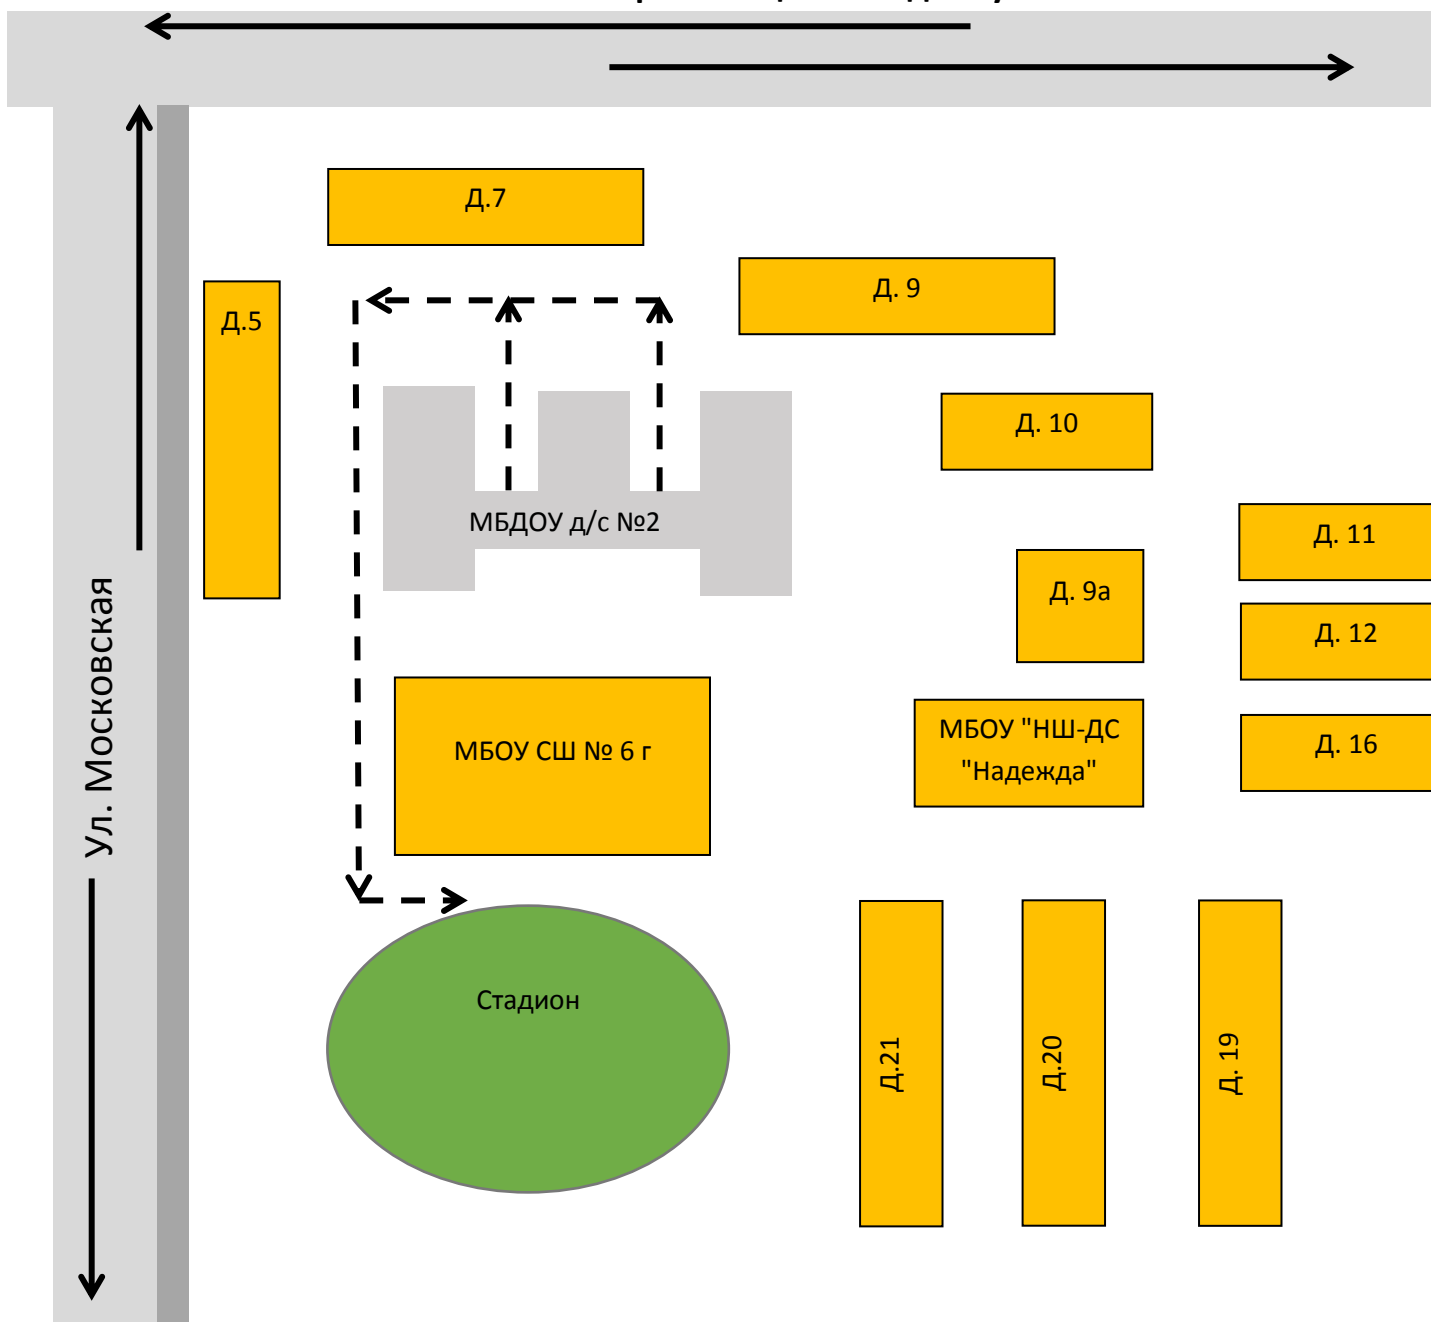 Д.7
Д. 9
Д.5
Д. 10
МБДОУ д/с №2
Д. 11
Д. 9а
Д. 12
Ул. Московская
МБОУ СШ № 6 г
МБОУ "НШ-ДС
"Надежда"
Д. 16
Стадион
Д.21
Д.20
Д. 19